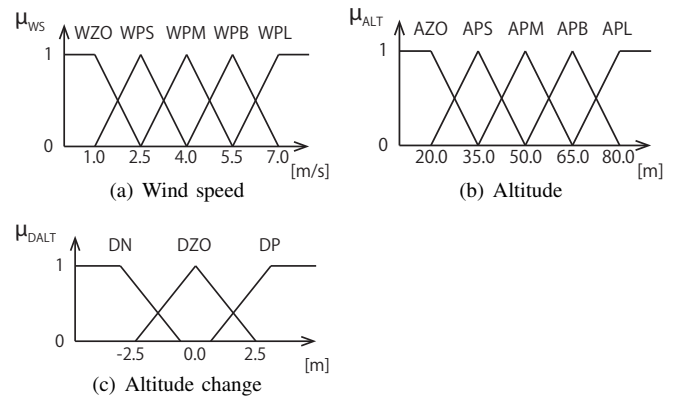 μWS WZO WPS WPM WPB WPL
1
0
1.0 2.5 4.0 5.5 7.0
[m/s]
(a) Wind speed
μALT AZO APS APM APB APL
1
0
20.0 35.0 50.0 65.0 80.0
[m]
(b) Altitude
μDALT DN DZO DP
1
0
-2.5 0.0 2.5
[m]
(c) Altitude change